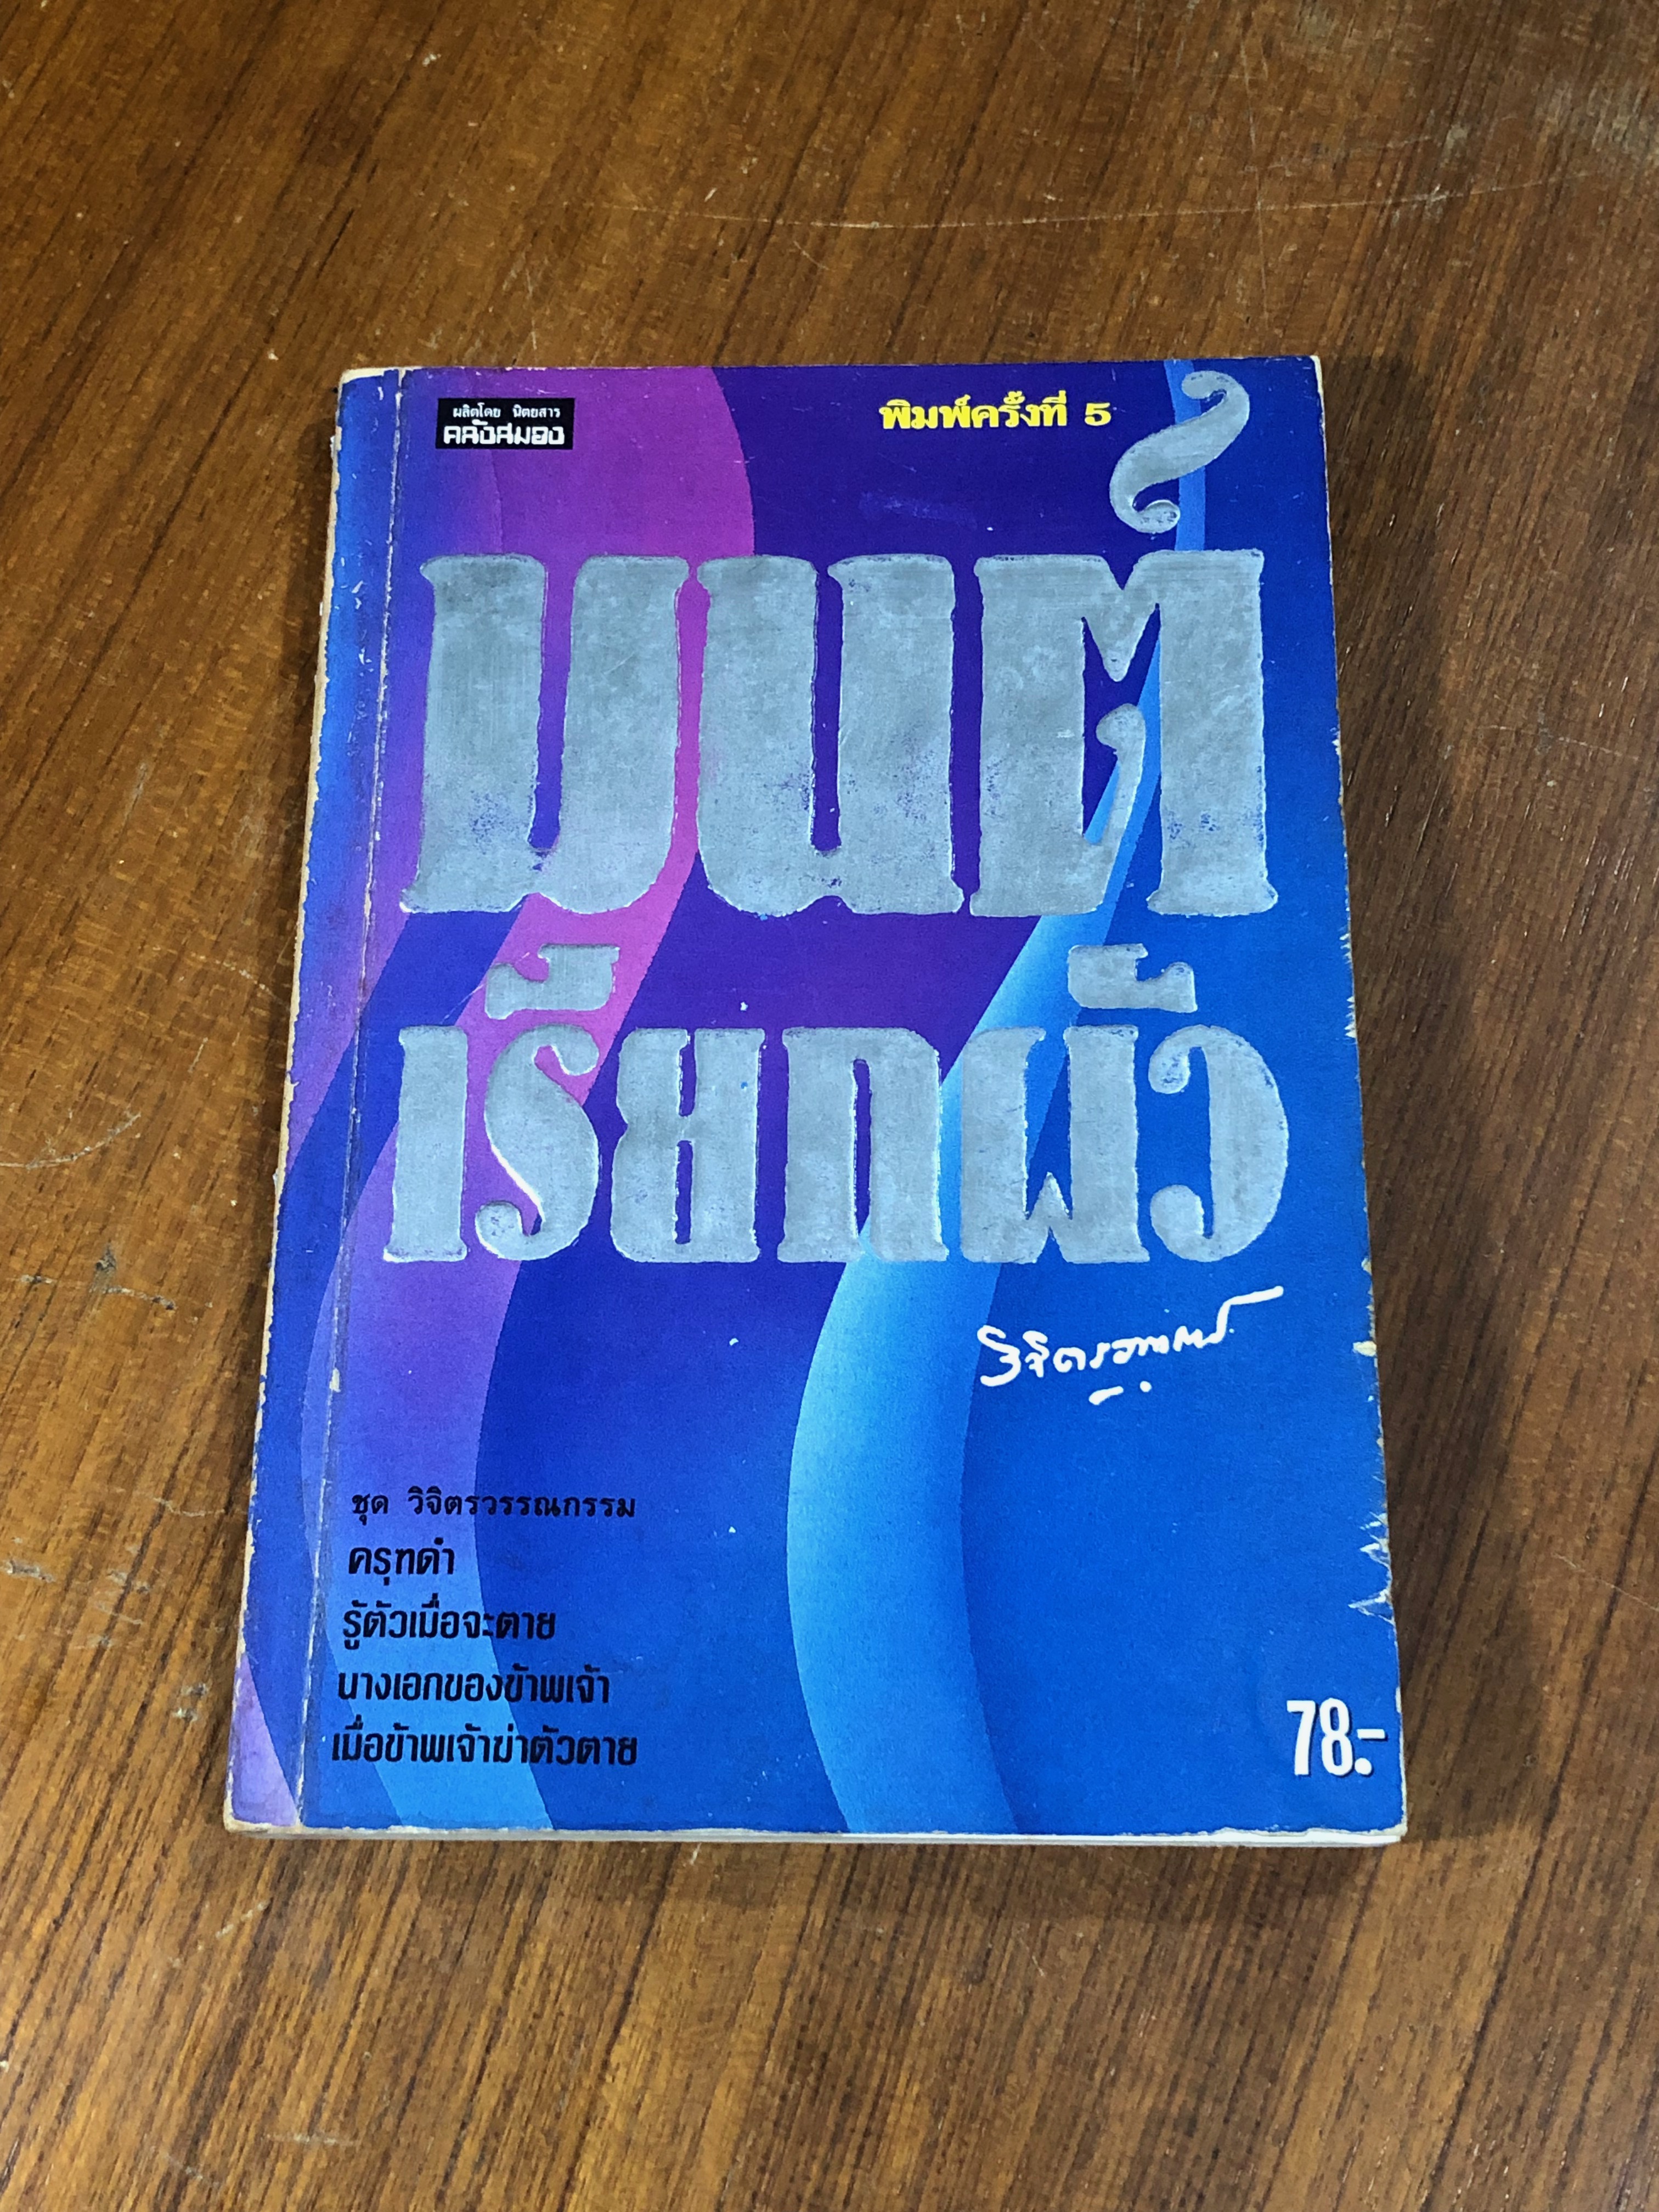 ผลิตโดย นิตยสาร
คลังสมอง
พิมพ์ครั้งที่ 5
มนต์
เรียกผัว
ชุด วิจิตรวรรณกรรม
ครุฑดำ
รู้ตัวเมื่อจะตาย
นางเอกของข้าพเจ้า
เมื่อข้าพเจ้าฆ่าตัวตาย
78.-